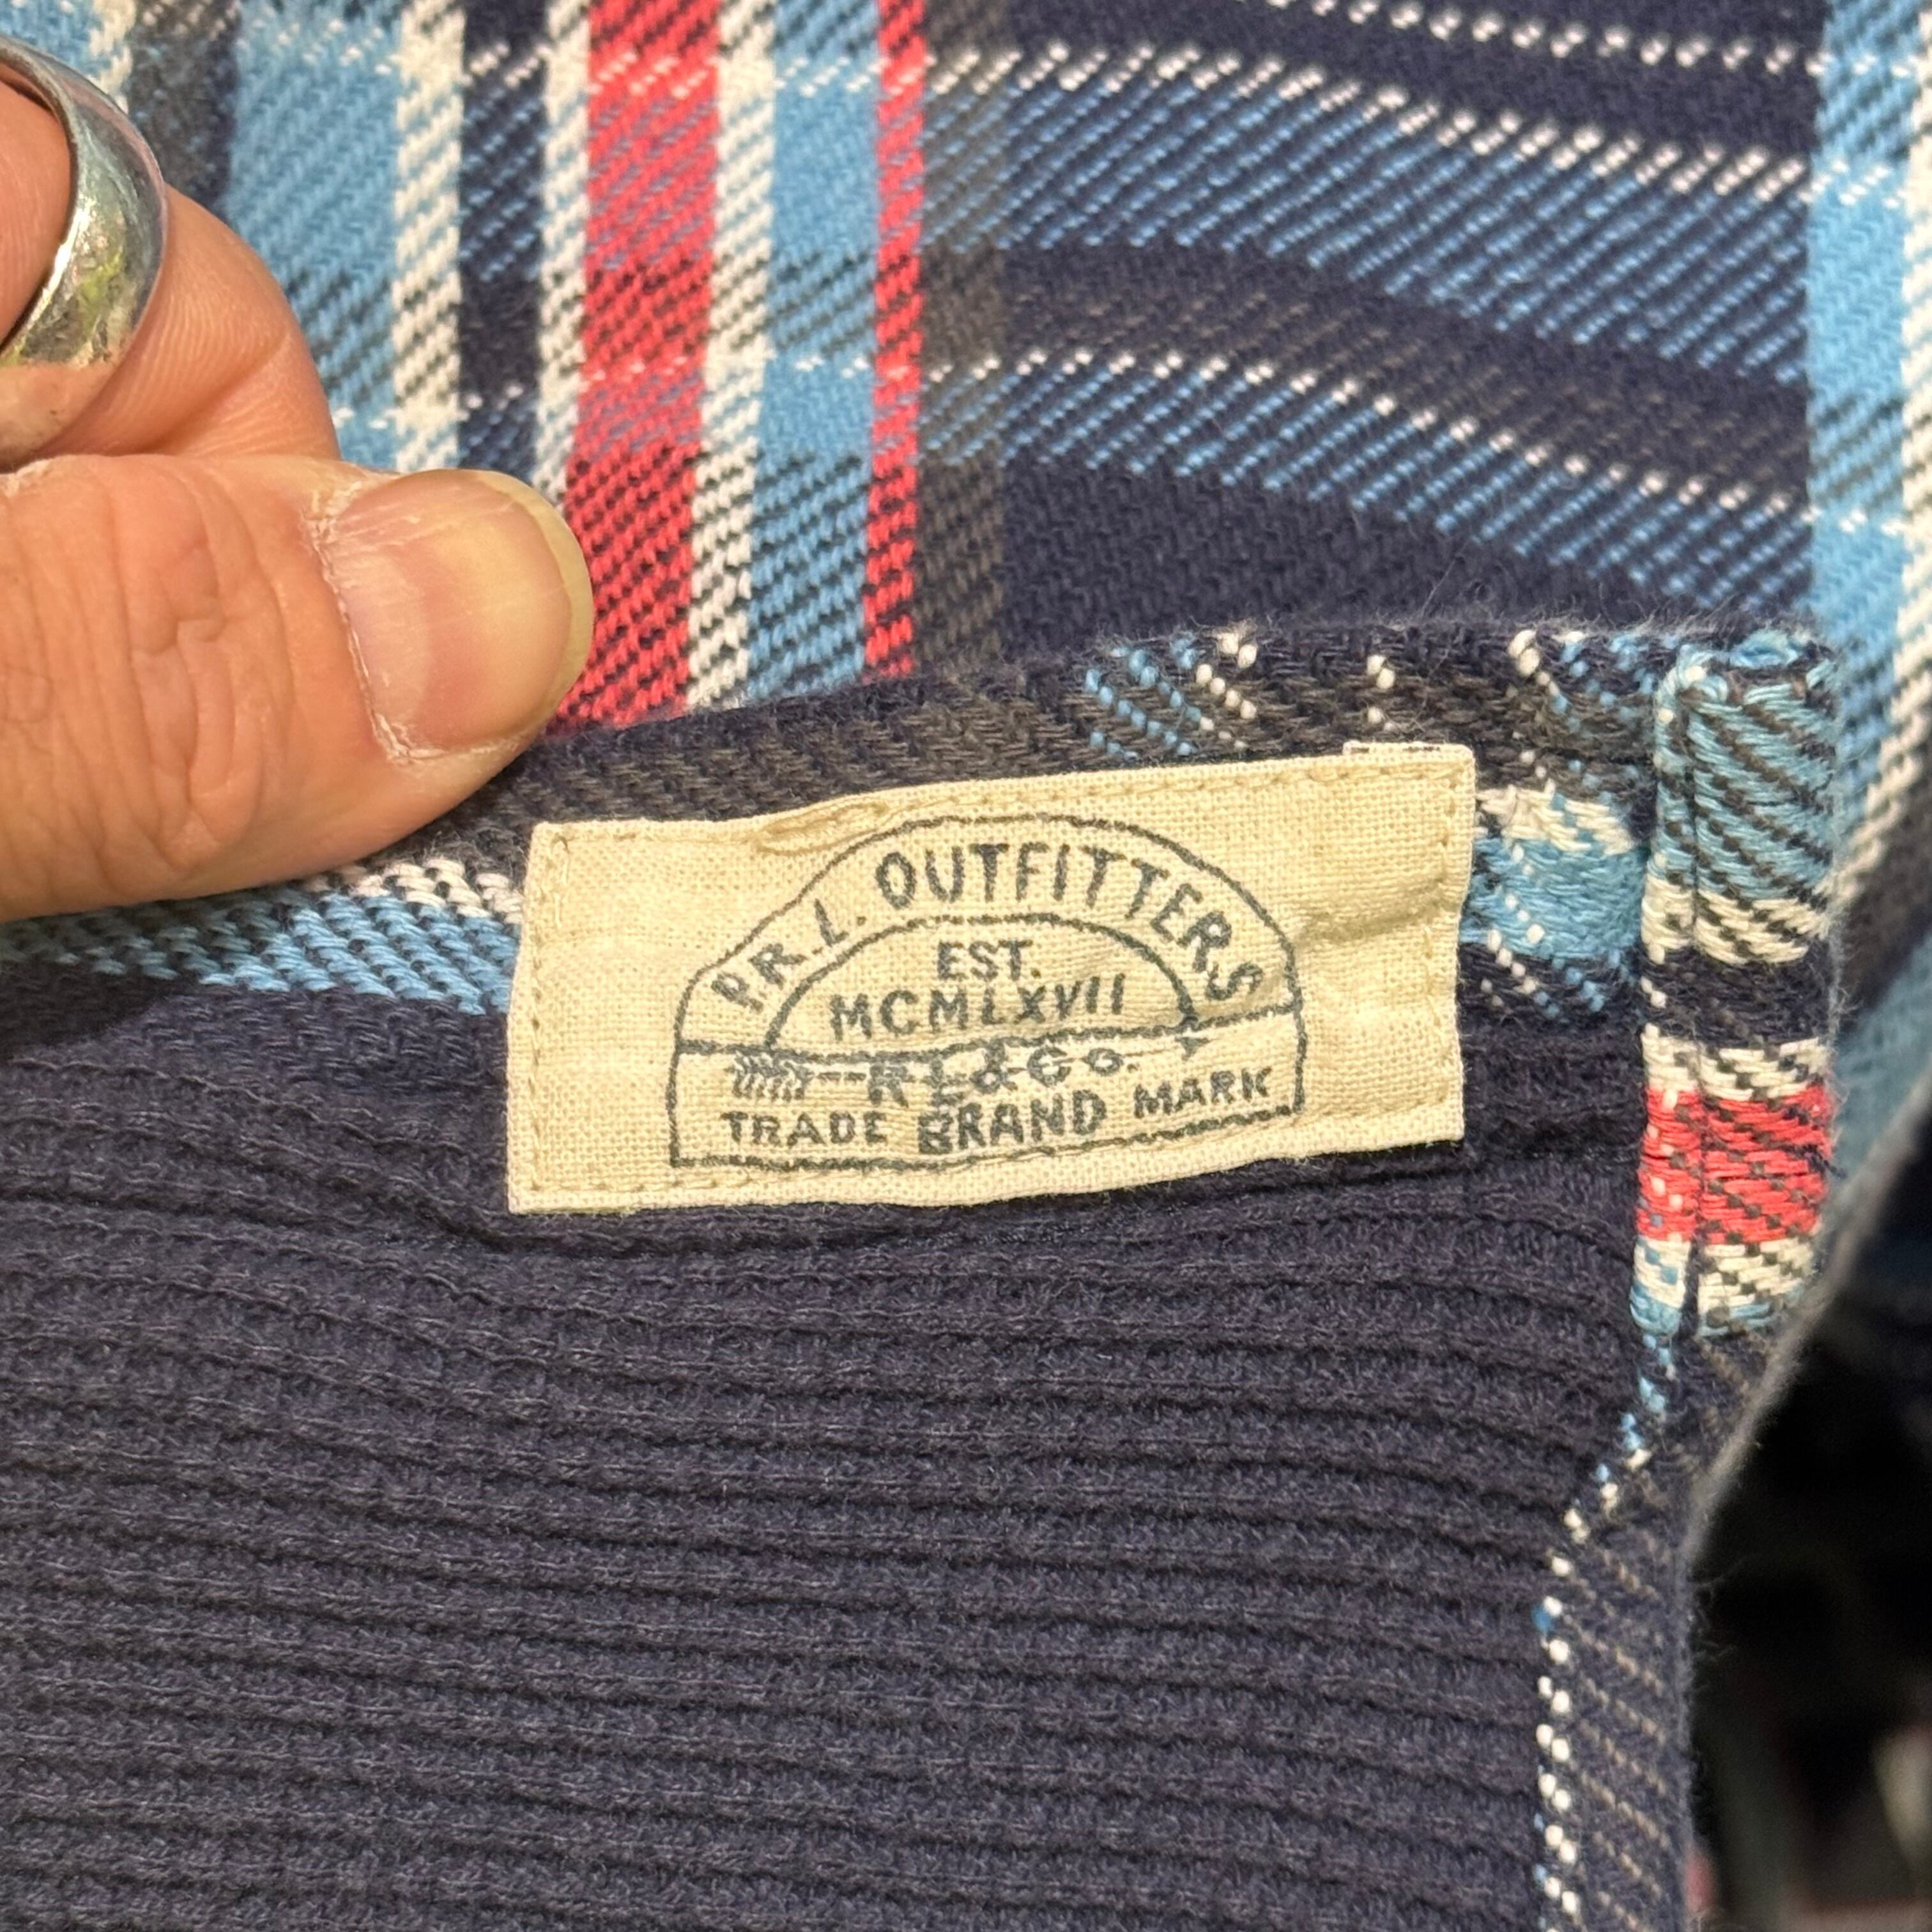 P.R.L. OUTFITTERS
EST.
MCMLXVII
RL&Co.
TRADE BRAND MARK